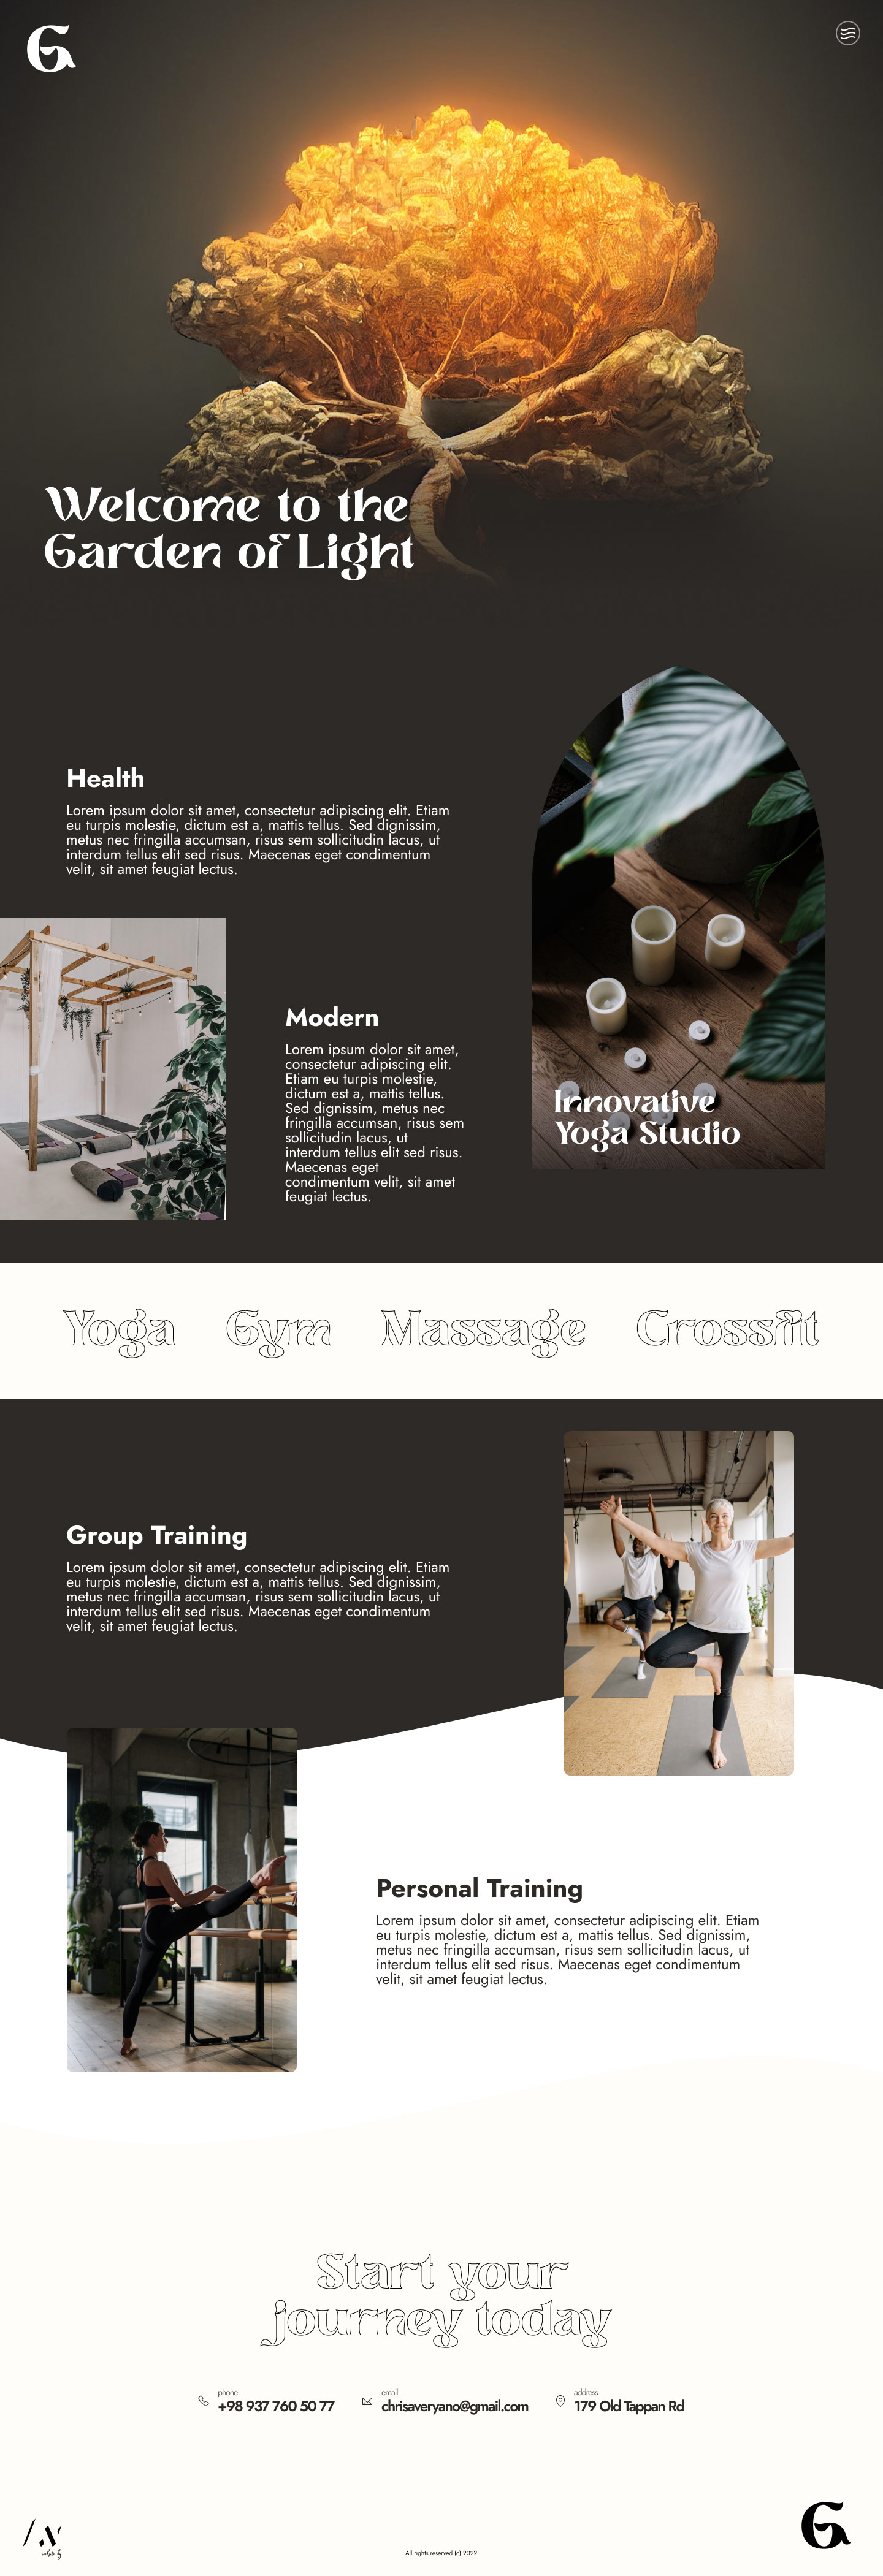 G
Welcome to the
Garden of Light
Health
Lorem ipsum dolor sit amet, consectetur adipiscing elit. Etiam
eu turpis molestie, dictum est a, mattis tellus. Sed dignissim,
metus nec fringilla accumsan, risus sem sollicitudin lacus, ut
interdum tellus elit sed risus. Maecenas eget condimentum
velit, sit amet feugiat lectus.
Modern
Lorem ipsum dolor sit amet,
consectetur adipiscing elit.
Etiam eu turpis molestie,
dictum est a, mattis tellus.
Sed dignissim, metus nec
fringilla accumsan, risus sem
sollicitudin lacus, ut
interdum tellus elit sed risus.
Maecenas eget
condimentum velit, sit amet
feugiat lectus.
Innovative
Yoga Studio
Yoga Gym Massage Crossfit
Group Training
Lorem ipsum dolor sit amet, consectetur adipiscing elit. Etiam
eu turpis molestie, dictum est a, mattis tellus. Sed dignissim,
metus nec fringilla accumsan, risus sem sollicitudin lacus, ut
interdum tellus elit sed risus. Maecenas eget condimentum
velit, sit amet feugiat lectus.
Personal Training
Lorem ipsum dolor sit amet, consectetur adipiscing elit. Etiam
eu turpis molestie, dictum est a, mattis tellus. Sed dignissim,
metus nec fringilla accumsan, risus sem sollicitudin lacus, ut
interdum tellus elit sed risus. Maecenas eget condimentum
velit, sit amet feugiat lectus.
Start your
journey today
phone
+98 937 760 50 77
email
chrisaveryano@gmail.com
address
179 Old Tappan Rd
website by
All rights reserved (c) 2022
G